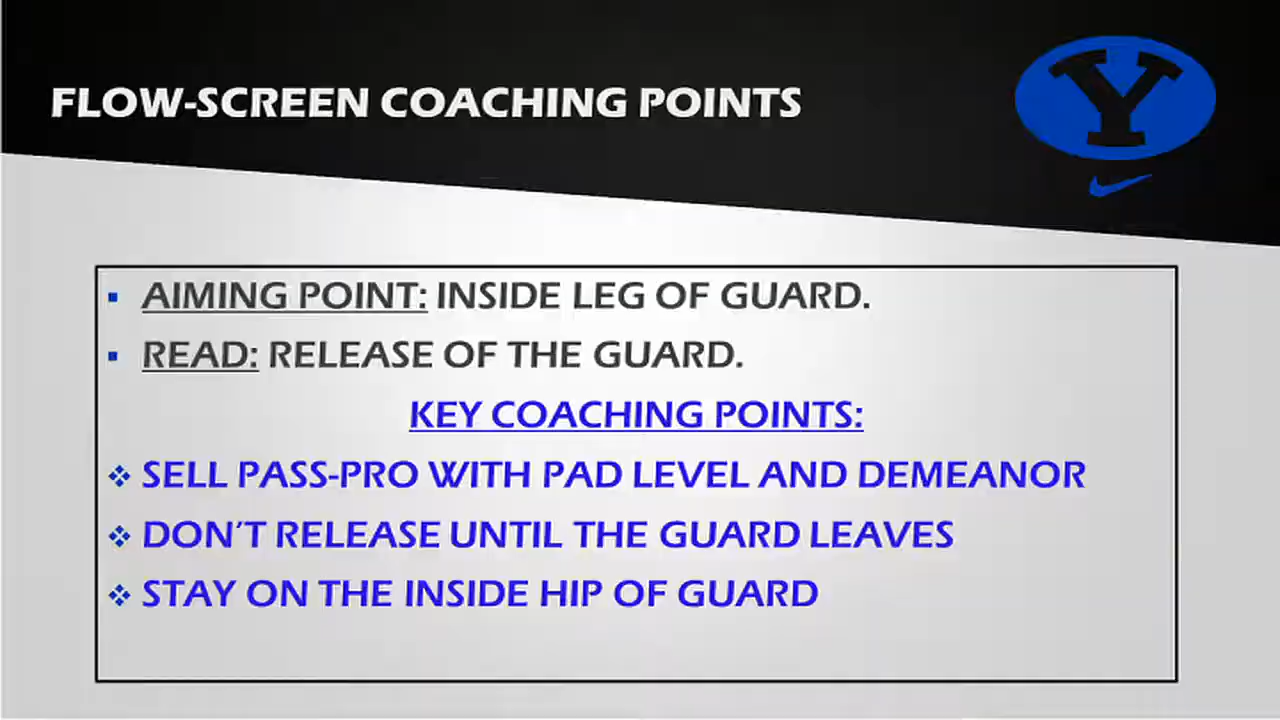 FLOW-SCREEN COACHING POINTS
Y
AIMING POINT: INSIDE LEG OF GUARD.
READ: RELEASE OF THE GUARD.
KEY COACHING POINTS:
SELL PASS-PRO WITH PAD LEVEL AND DEMEANOR
DON'T RELEASE UNTIL THE GUARD LEAVES
STAY ON THE INSIDE HIP OF GUARD